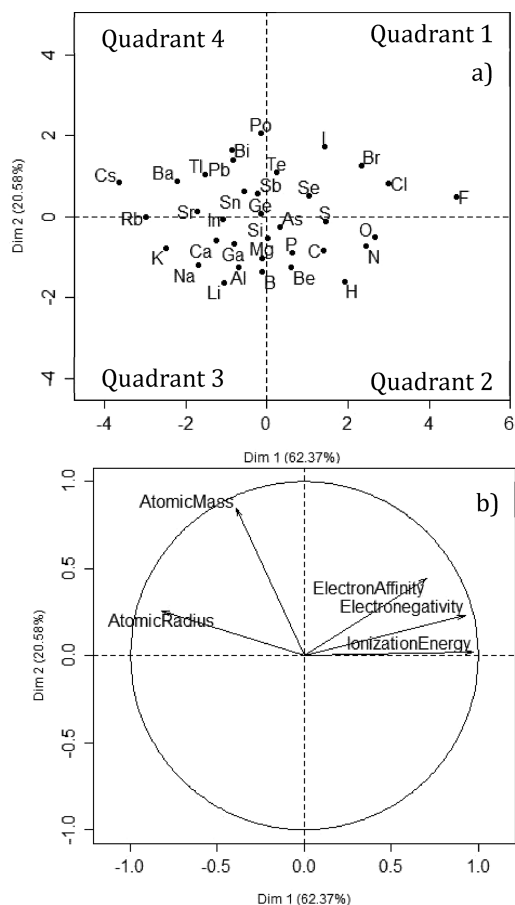 Quadrant 4 Quadrant 1
a)
4
Po I
Bi Br
Tl Pb Te
Cs Ba Cl
Sn Sb Se F
Rb Sr In Ge As S
Si O
K Ca Ga Mg P C N
Na Al B Be
Li H
2
0
-2
-4
Dim 2 (20.58%)
Quadrant 3 Quadrant 2
-4 -2 0 2 4 6
Dim 1 (62.37%)
b)
1.0
AtomicMass
0.5
ElectronAffinity
Electronegativity
AtomicRadius
IonizationEnergy
0.0
-0.5
-1.0
Dim 2 (20.58%)
-1.0 -0.5 0.0 0.5 1.0
Dim 1 (62.37%)